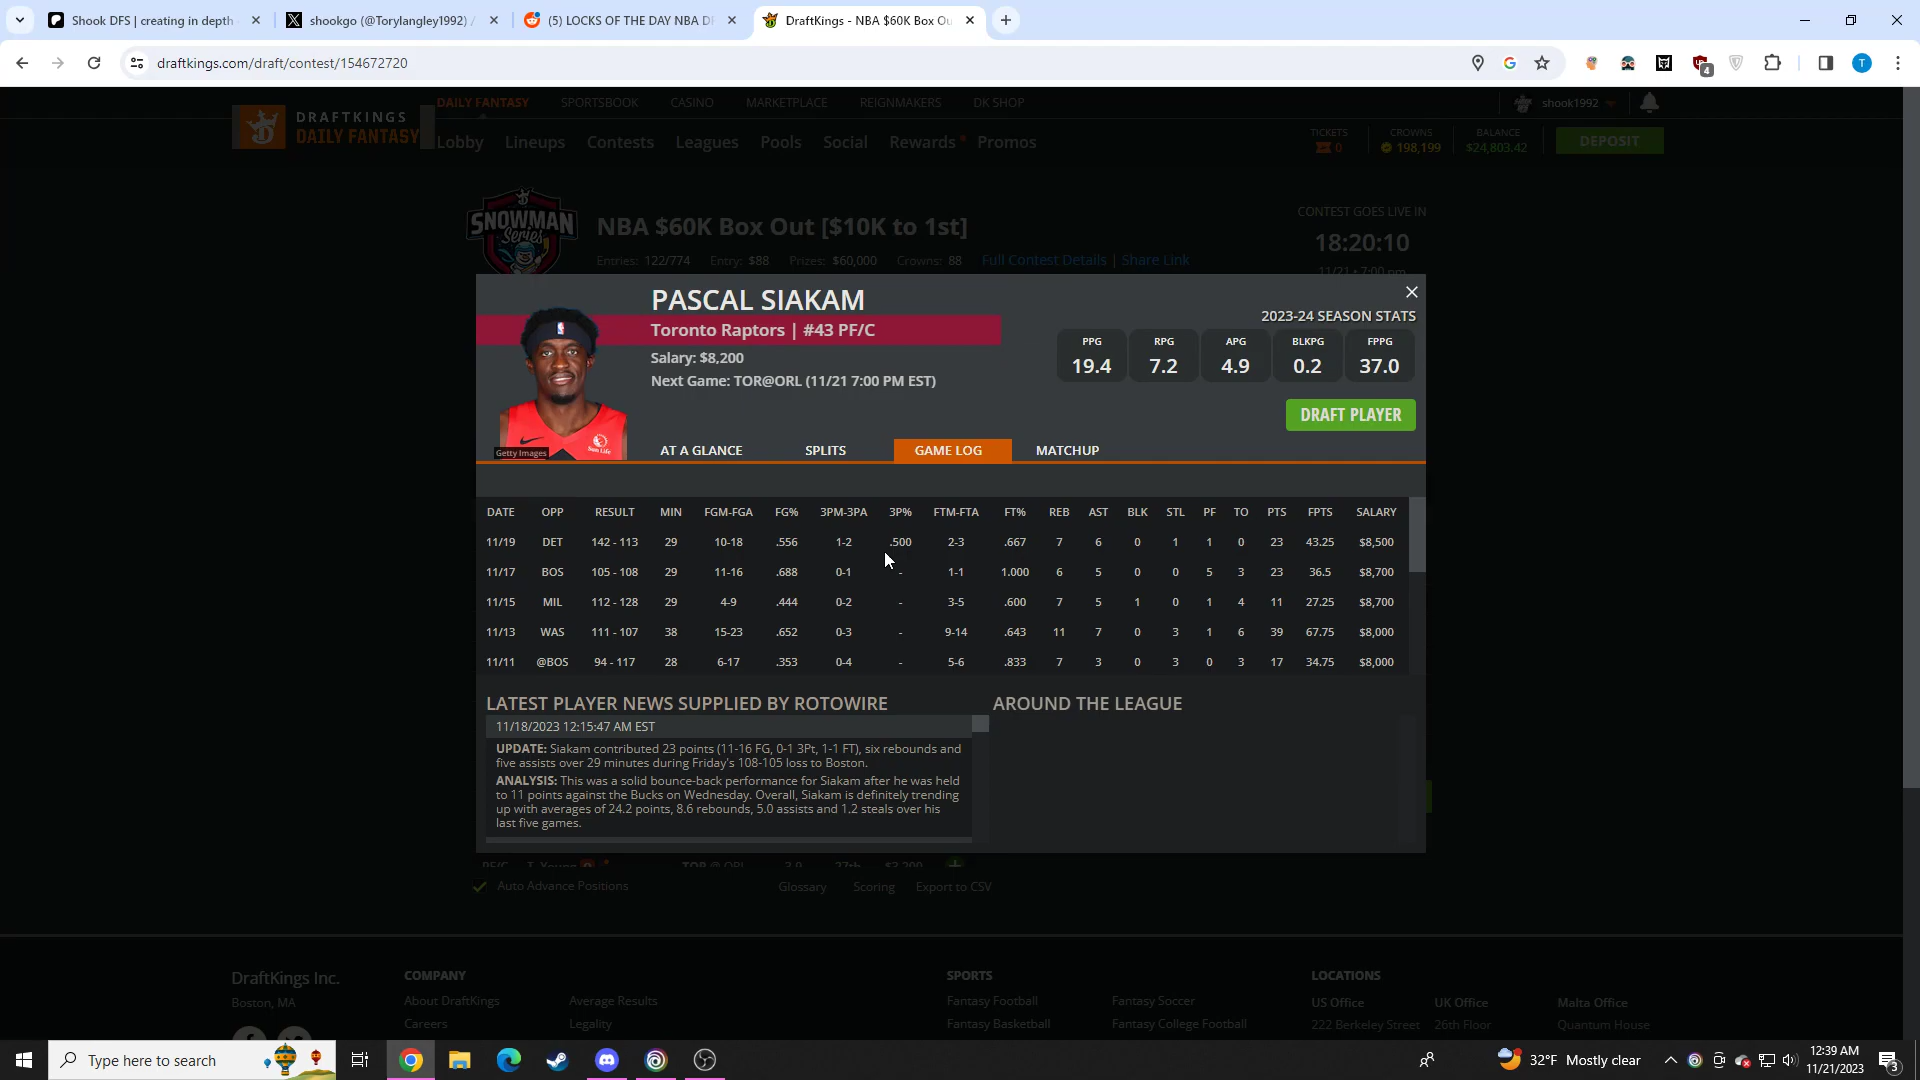 Shook DFS | creating in depth
shookgo (@Torylangley1992) /
(5) LOCKS OF THE DAY NBA D
DraftKings - NBA $60K Box Ou
draftkings.com/draft/contest/154672720
4
T
DRAFTKINGS
DAILY FANTASY
DAILY FANTASY SPORTSBOOK CASINO MARKETPLACE REIGNMAKERS DK SHOP
shook1992
Lobby Lineups Contests Leagues Pools Social Rewards Promos
TICKETS 0
CROWNS 198,199
BALANCE $24,803.42
DEPOSIT
SNOWMAN Series
NBA $60K Box Out [$10K to 1st]
Entries: 122/774 Entry: $88 Prizes: $60,000 Crowns: 88 Full Contest Details | Share Link
CONTEST GOES LIVE IN
18:20:10
11/21 • 7:00 pm
PASCAL SIAKAM
Toronto Raptors | #43 PF/C
Salary: $8,200
Next Game: TOR@ORL (11/21 7:00 PM EST)
Getty Images
2023-24 SEASON STATS
PPG RPG APG BLKPG FPPG
19.4 7.2 4.9 0.2 37.0
DRAFT PLAYER
AT A GLANCE SPLITS GAME LOG MATCHUP
DATE OPP RESULT MIN FGM-FGA FG% 3PM-3PA 3P% FTM-FTA FT% REB AST BLK STL PF TO PTS FPTS SALARY
11/19 DET 142 - 113 29 10-18 .556 1-2 .500 2-3 .667 7 6 0 1 1 0 23 43.25 $8,500
11/17 BOS 105 - 108 29 11-16 .688 0-1 - 1-1 1.000 6 5 0 0 5 3 23 36.5 $8,700
11/15 MIL 112 - 128 29 4-9 .444 0-2 - 3-5 .600 7 5 1 0 1 4 11 27.25 $8,700
11/13 WAS 111 - 107 38 15-23 .652 0-3 - 9-14 .643 11 7 0 3 1 6 39 67.75 $8,000
11/11 @BOS 94 - 117 28 6-17 .353 0-4 - 5-6 .833 7 3 0 3 0 3 17 34.75 $8,000
LATEST PLAYER NEWS SUPPLIED BY ROTOWIRE
11/18/2023 12:15:47 AM EST
UPDATE: Siakam contributed 23 points (11-16 FG, 0-1 3Pt, 1-1 FT), six rebounds and
five assists over 29 minutes during Friday's 108-105 loss to Boston.
ANALYSIS: This was a solid bounce-back performance for Siakam after he was held
to 11 points against the Bucks on Wednesday. Overall, Siakam is definitely trending
up with averages of 24.2 points, 8.6 rebounds, 5.0 assists and 1.2 steals over his
last five games.
AROUND THE LEAGUE
Auto Advance Positions
Glossary Scoring Export to CSV
DraftKings Inc.
Boston, MA
COMPANY
About DraftKings Average Results
Careers Legality
SPORTS
Fantasy Football Fantasy Soccer
Fantasy Basketball Fantasy College Football
LOCATIONS
US Office UK Office Malta Office
222 Berkeley Street 26th Floor Quantum House
Type here to search
32°F Mostly clear
12:39 AM
11/21/2023
3